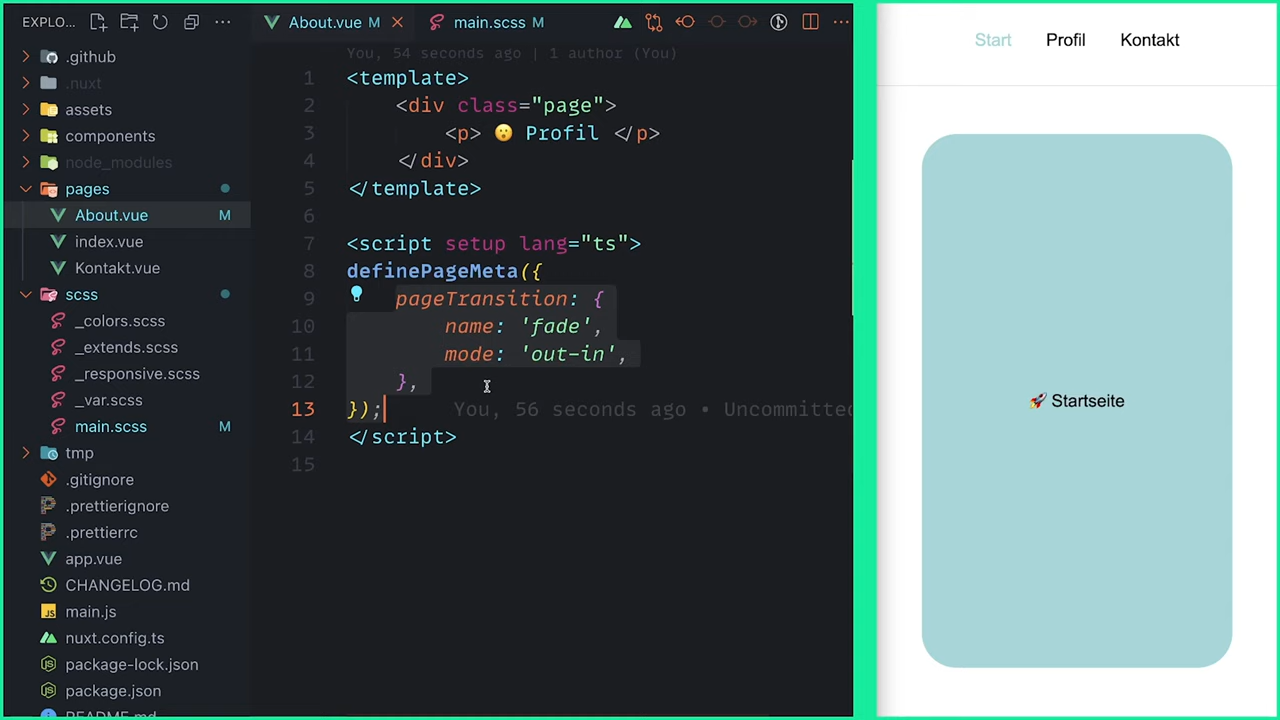 EXPLO...
About.vue M
main.scss M
.github
.nuxt
assets
components
node_modules
pages
About.vue M
index.vue
Kontakt.vue
scss
_colors.scss
_extends.scss
_responsive.scss
_var.scss
main.scss M
tmp
.gitignore
.prettierignore
.prettierrc
app.vue
CHANGELOG.md
main.js
nuxt.config.ts
package-lock.json
package.json
README.md
You, 54 seconds ago | 1 author (You)
1 <template>
2 <div class="page">
3 <p> 😮 Profil </p>
4 </div>
5 </template>
6
7 <script setup lang="ts">
8 definePageMeta({
9 pageTransition: {
10 name: 'fade',
11 mode: 'out-in',
12 },
13 }); You, 56 seconds ago • Uncommitted
14 </script>
15
Start Profil Kontakt
🚀 Startseite